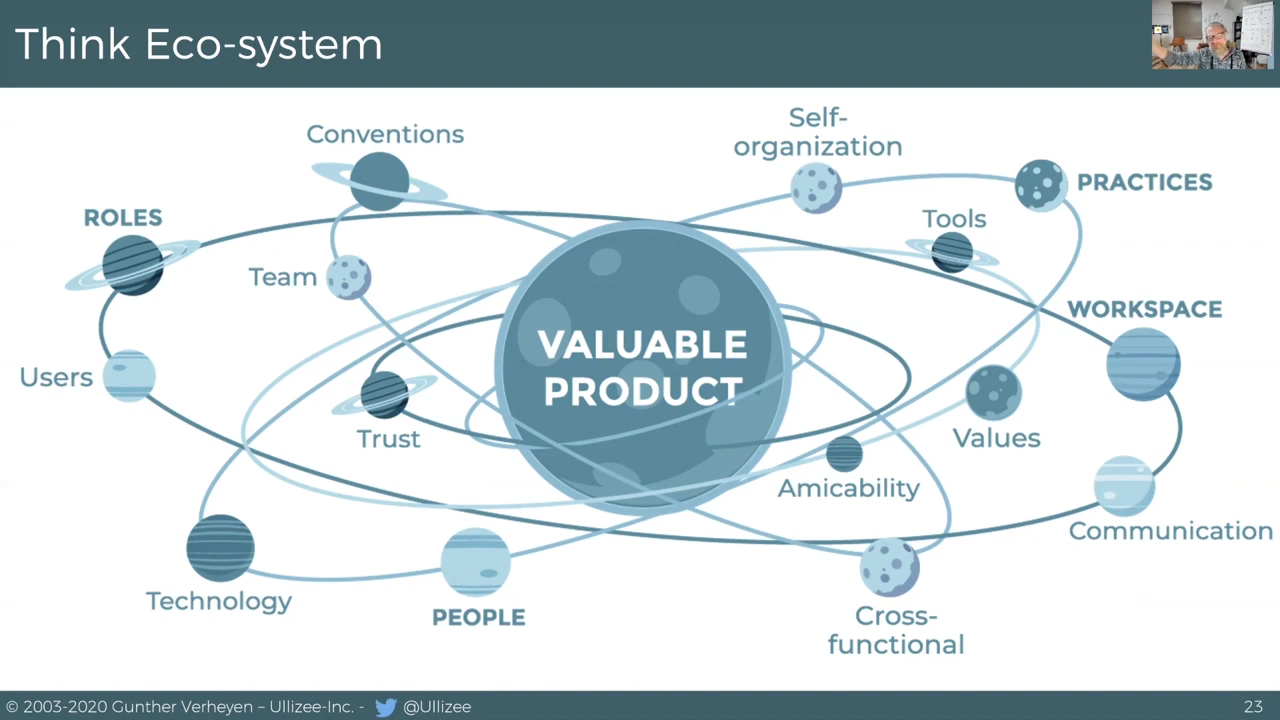 Think Eco-system
Conventions
Self-
organization
PRACTICES
ROLES
Tools
Team
WORKSPACE
VALUABLE
PRODUCT
Users
Trust
Values
Amicability
Communication
Technology
PEOPLE
Cross-
functional
© 2003-2020 Gunther Verheyen – Ullizee-Inc. - @Ullizee
23